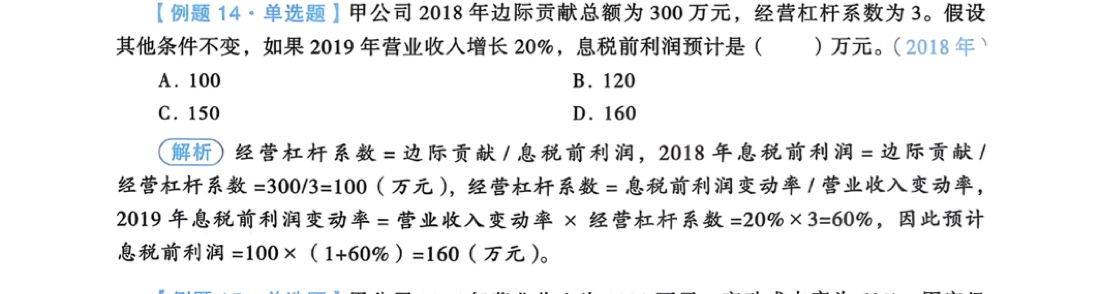 【例题 14·单选题】甲公司 2018 年边际贡献总额为 300 万元，经营杠杆系数为 3。假设
其他条件不变，如果 2019 年营业收入增长 20%，息税前利润预计是（　　）万元。（2018 年
A. 100　　B. 120
C. 150　　D. 160
解析 经营杠杆系数 = 边际贡献 / 息税前利润，2018 年息税前利润 = 边际贡献 /
经营杠杆系数 =300/3=100（万元），经营杠杆系数 = 息税前利润变动率 / 营业收入变动率，
2019 年息税前利润变动率 = 营业收入变动率 × 经营杠杆系数 =20%×3=60%，因此预计
息税前利润 =100×（1+60%）=160（万元）。